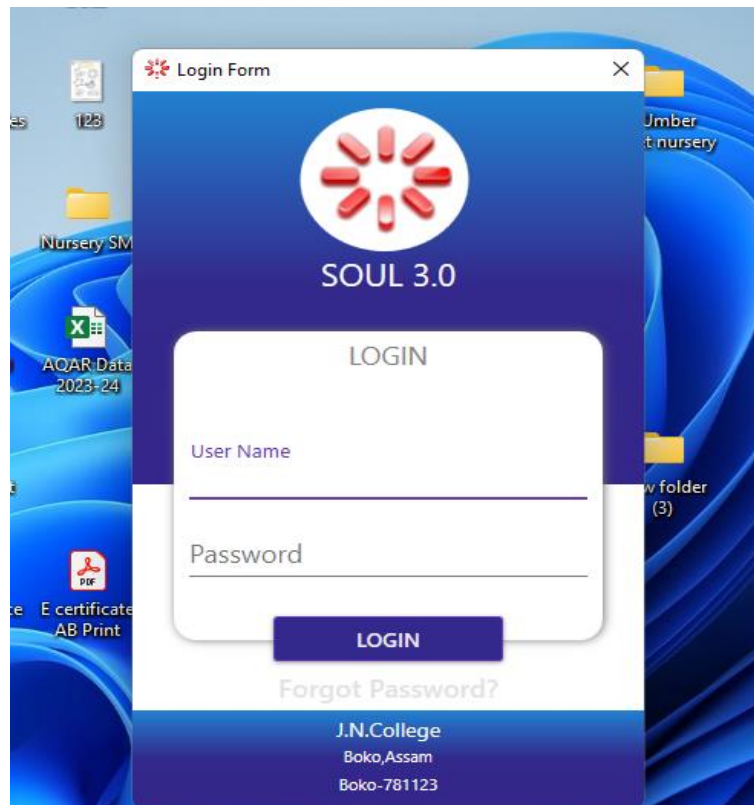 Login Form
SOUL 3.0
LOGIN
User Name
Password
LOGIN
Forgot Password?
J.N.College
Boko,Assam
Boko-781123
123
Nursery SM
AQAR Data
2023-24
PDF
E certificate
AB Print
Umber
nursery
folder
(3)